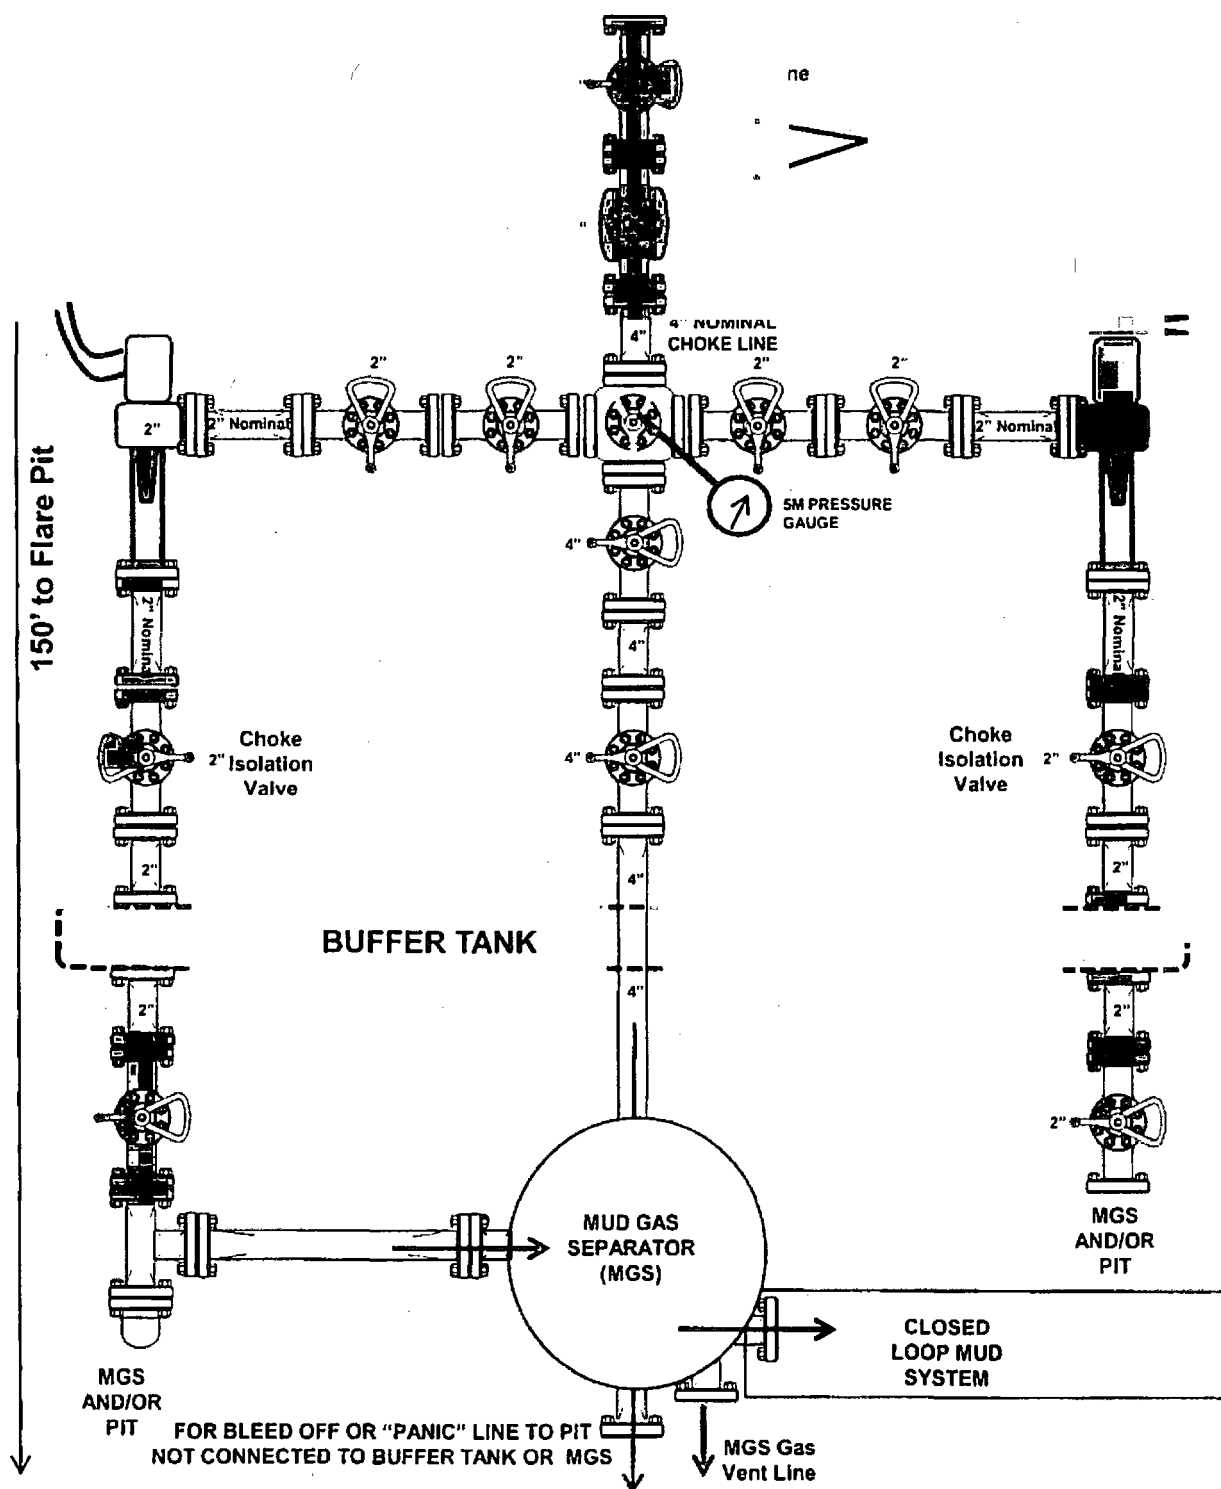 ne
4" NOMINAL
CHOKE LINE
4"
2"
2"
2"
2"
2"
2" Nominal
2" Nominal
5M PRESSURE
GAUGE
4"
150' to Flare Pit
2" Nominal
2" Nominal
4"
Choke
Isolation
Valve
2"
4"
Choke
Isolation
Valve
2"
2"
4"
2"
BUFFER TANK
2"
4"
2"
2"
MUD GAS
SEPARATOR
(MGS)
MGS
AND/OR
PIT
CLOSED
LOOP MUD
SYSTEM
MGS
AND/OR
PIT
FOR BLEED OFF OR "PANIC" LINE TO PIT
NOT CONNECTED TO BUFFER TANK OR MGS
MGS Gas
Vent Line